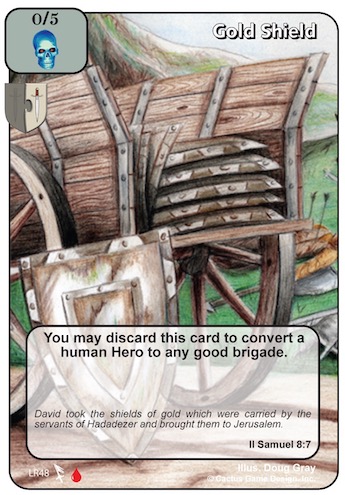 0/5
Gold Shield
You may discard this card to convert a
human Hero to any good brigade.
David took the shields of gold which were carried by the
servants of Hadadezer and brought them to Jerusalem.
II Samuel 8:7
Illus. Doug Gray
LR48
© Cactus Game Design, Inc.